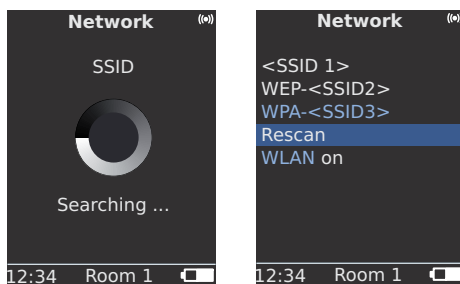 Network
SSID
Searching ...
12:34 Room 1
Network
<SSID 1>
WEP-<SSID2>
WPA-<SSID3>
Rescan
WLAN on
12:34 Room 1